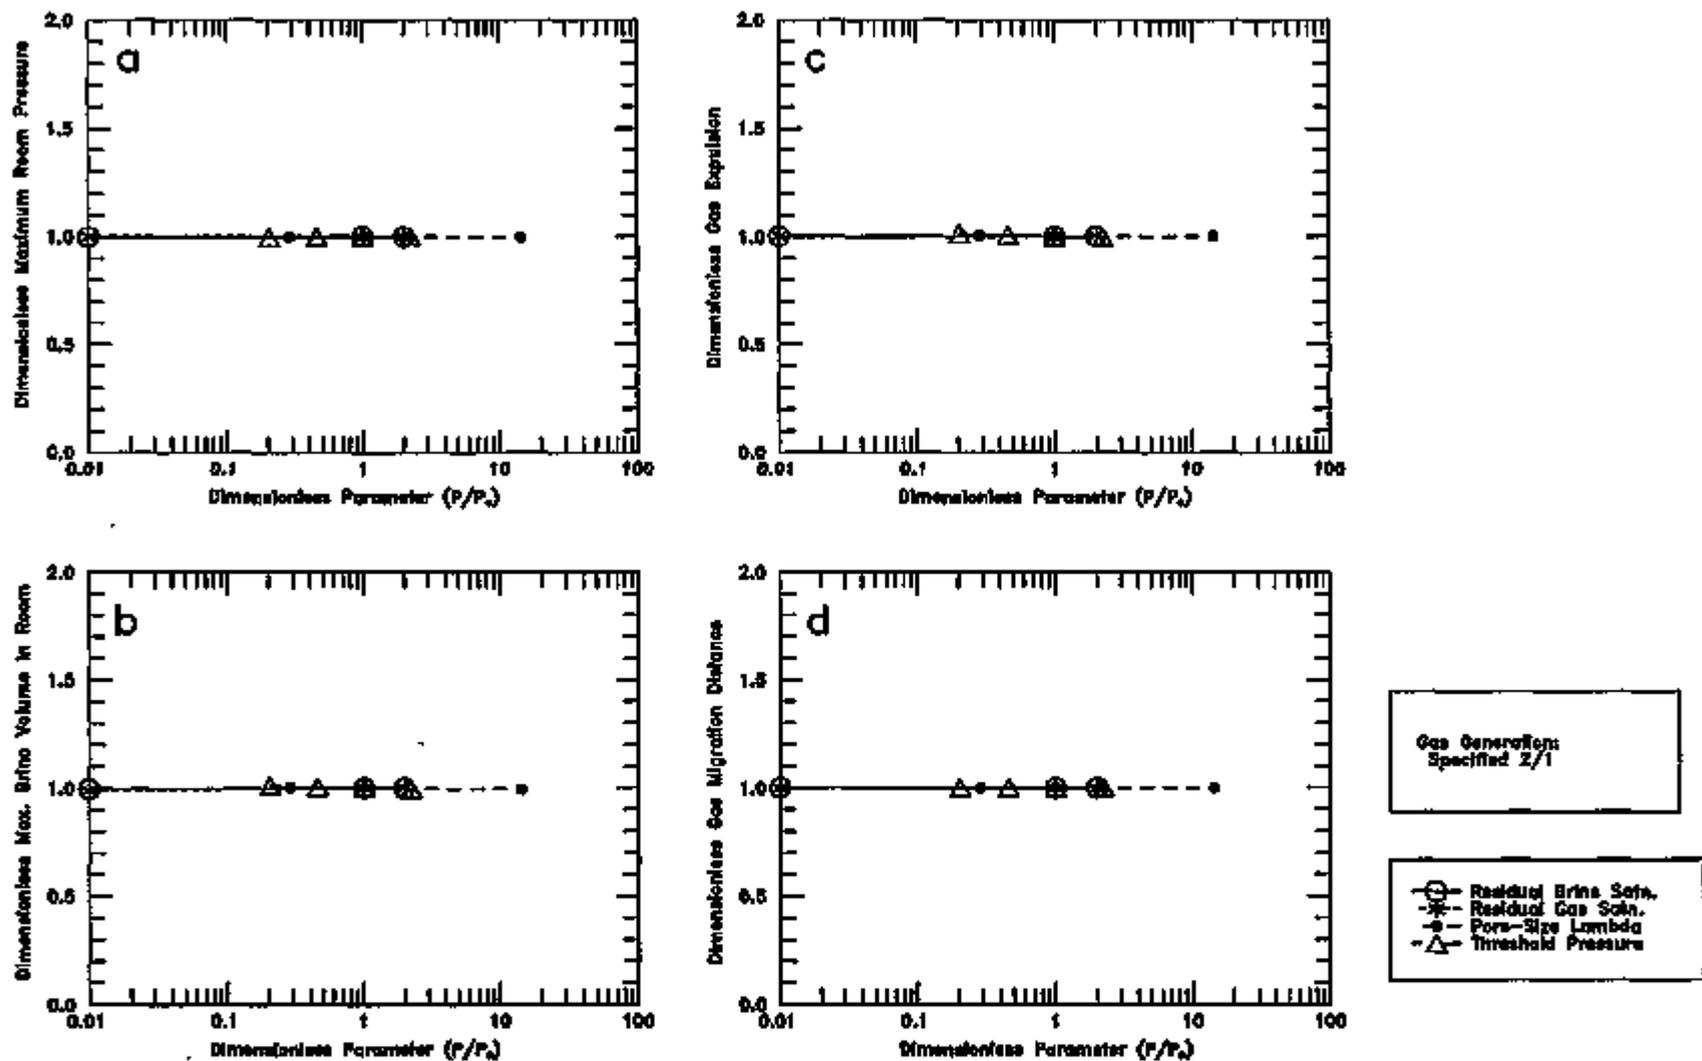 a
Dimensionless Maximum Room Pressure
2.0
1.5
1.0
0.5
0.0
0.01 0.1 1 10 100
Dimensionless Parameter (P/Pₒ)
c
Dimensionless Gas Expulsion
2.0
1.5
1.0
0.5
0.0
0.01 0.1 1 10 100
Dimensionless Parameter (P/Pₒ)
b
Dimensionless Max. Brine Volume in Room
2.0
1.5
1.0
0.5
0.0
0.01 0.1 1 10 100
Dimensionless Parameter (P/Pₒ)
d
Dimensionless Gas Migration Distance
2.0
1.5
1.0
0.5
0.0
0.01 0.1 1 10 100
Dimensionless Parameter (P/Pₒ)
Gas Generation:
Specified 2/1
Residual Brine Satn.
Residual Gas Satn.
Pore-Size Lambda
Threshold Pressure